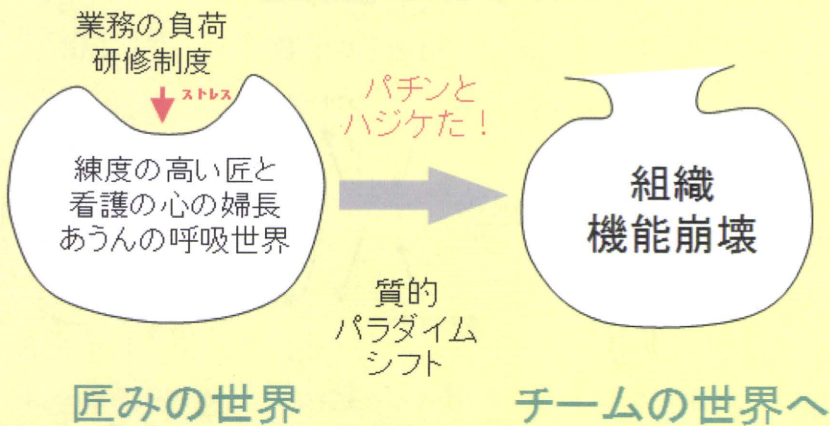 業務の負荷
研修制度
ストレス
練度の高い匠と
看護の心の婦長
あうんの呼吸世界
パチンと
ハジケた！
質的
パラダイム
シフト
組織
機能崩壊
匠みの世界
チームの世界へ